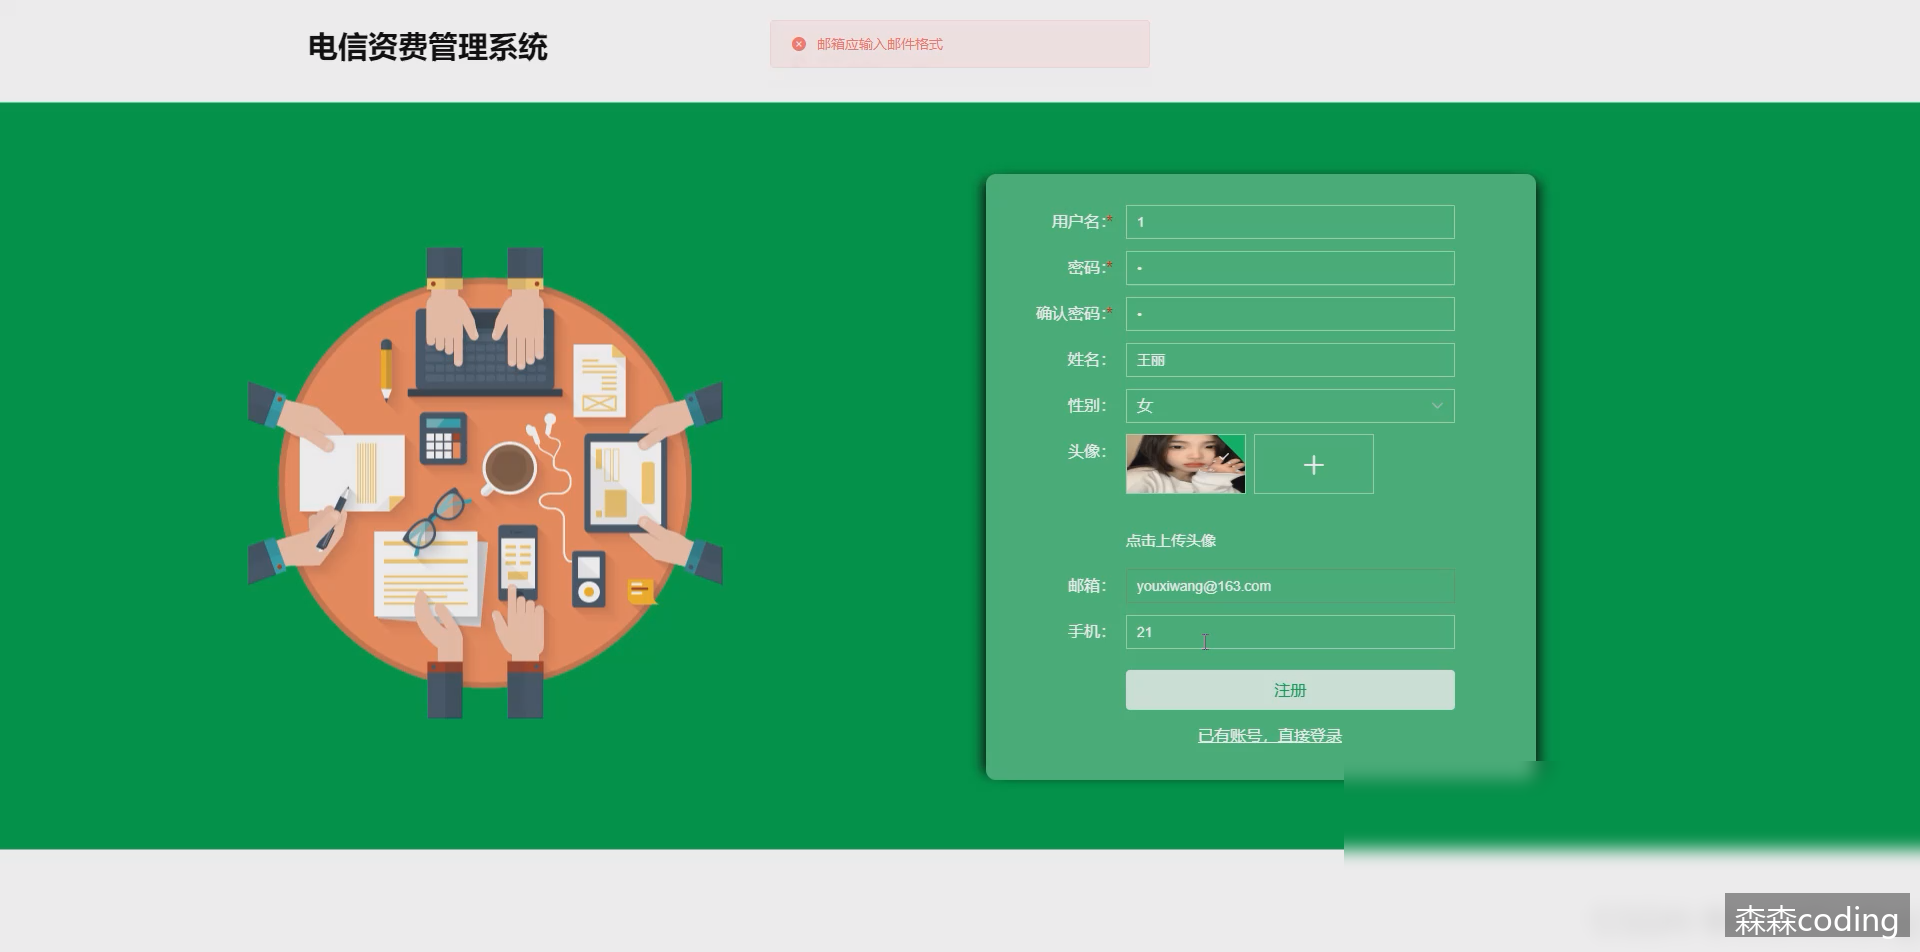 电信资费管理系统
邮箱应输入邮件格式
用户名:* 1
密码:* •
确认密码:* •
姓名: 王丽
性别: 女
头像:
点击上传头像
邮箱: youxiwang@163.com
手机: 21
注册
已有账号，直接登录
森森coding